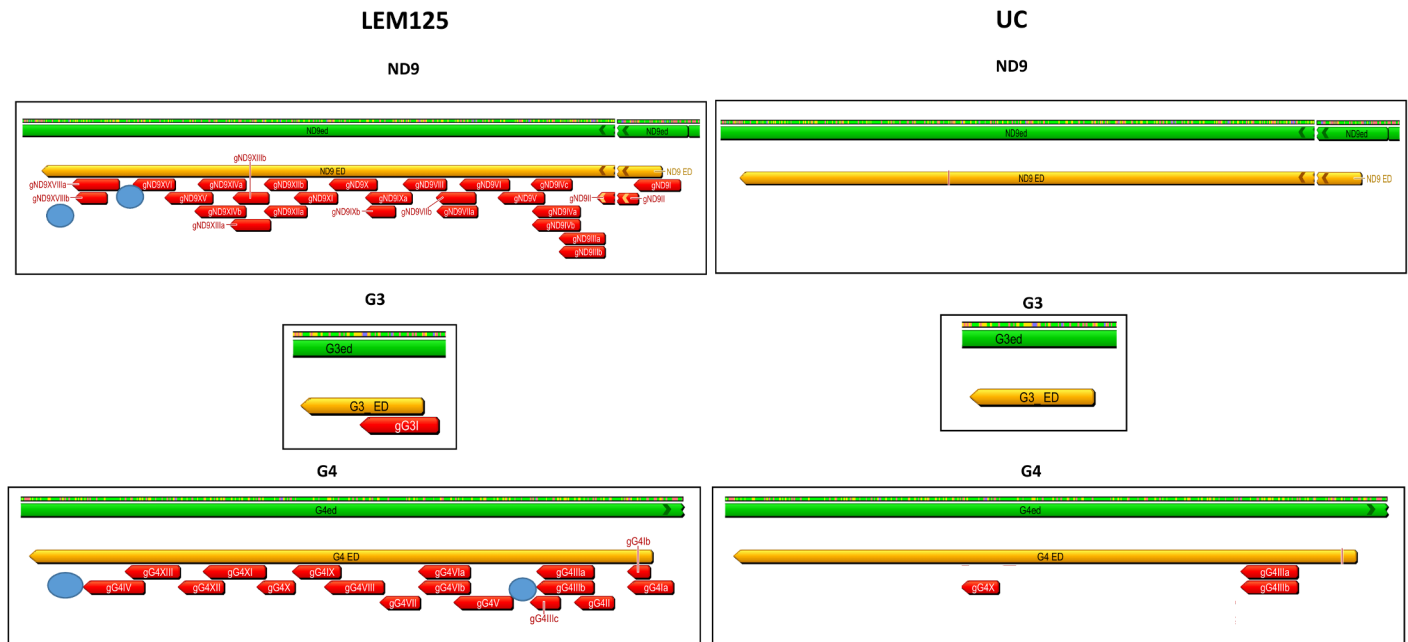 LEM125
UC
ND9
ND9
ND9ed
ND9ed
ND9ed
ND9ed
gND9XIIIb
ND9 ED
ND9 ED
ND9 ED
ND9 ED
gND9XVIIIa
gND9XVI
gND9XIVa
gND9XIIb
gND9X
gND9VIII
gND9VI
gND9IVc
gND9I
gND9XVIIIb
gND9XV
gND9XI
gND9IXa
gND9V
gND9II
gND9II
gND9XIVb
gND9XIIa
gND9IXb
gND9VIIb
gND9VIIa
gND9IVa
gND9XIIIa
gND9IVb
gND9IIIa
gND9IIIb
G3
G3
G3ed
G3ed
G3_ED
G3_ED
gG3I
G4
G4
G4ed
G4ed
gG4Ib
G4 ED
G4 ED
gG4XIII
gG4XI
gG4IX
gG4VIa
gG4IIIa
gG4IIIa
gG4IV
gG4XII
gG4X
gG4VIII
gG4VIb
gG4IIIb
gG4Ia
gG4X
gG4IIIb
gG4VII
gG4V
gG4II
gG4IIIc